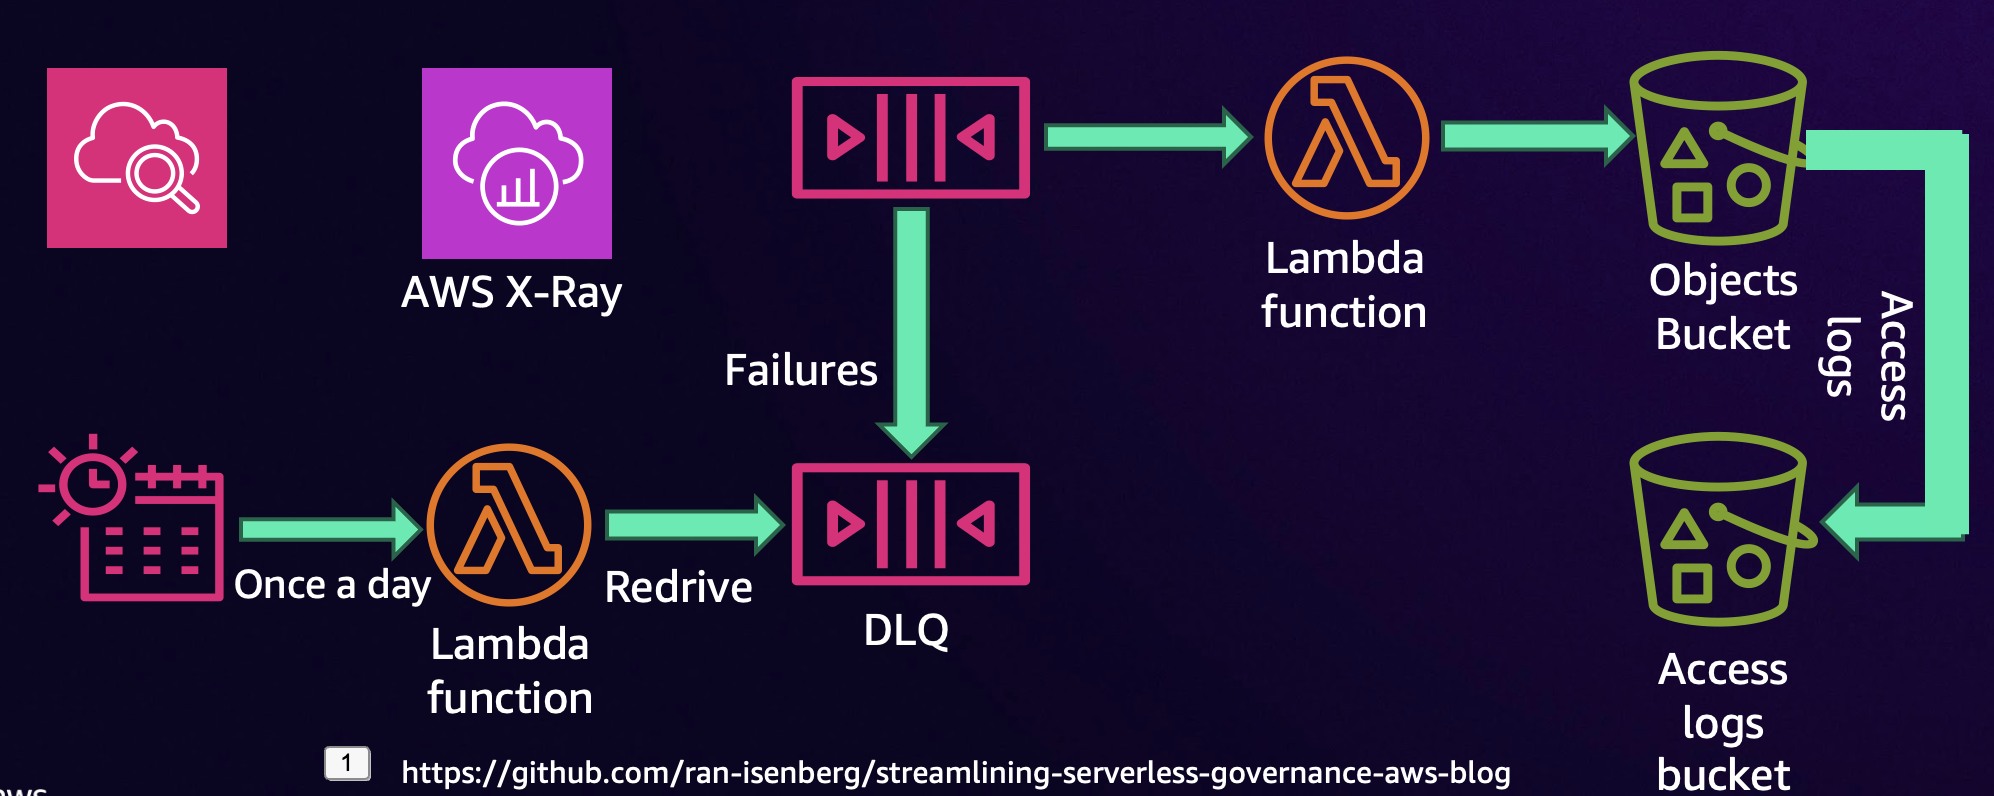 AWS X-Ray
Lambda
function
Objects
Bucket
Access
logs
Failures
Once a day
Lambda
function
Redrive
DLQ
Access
logs
bucket
1
https://github.com/ran-isenberg/streamlining-serverless-governance-aws-blog